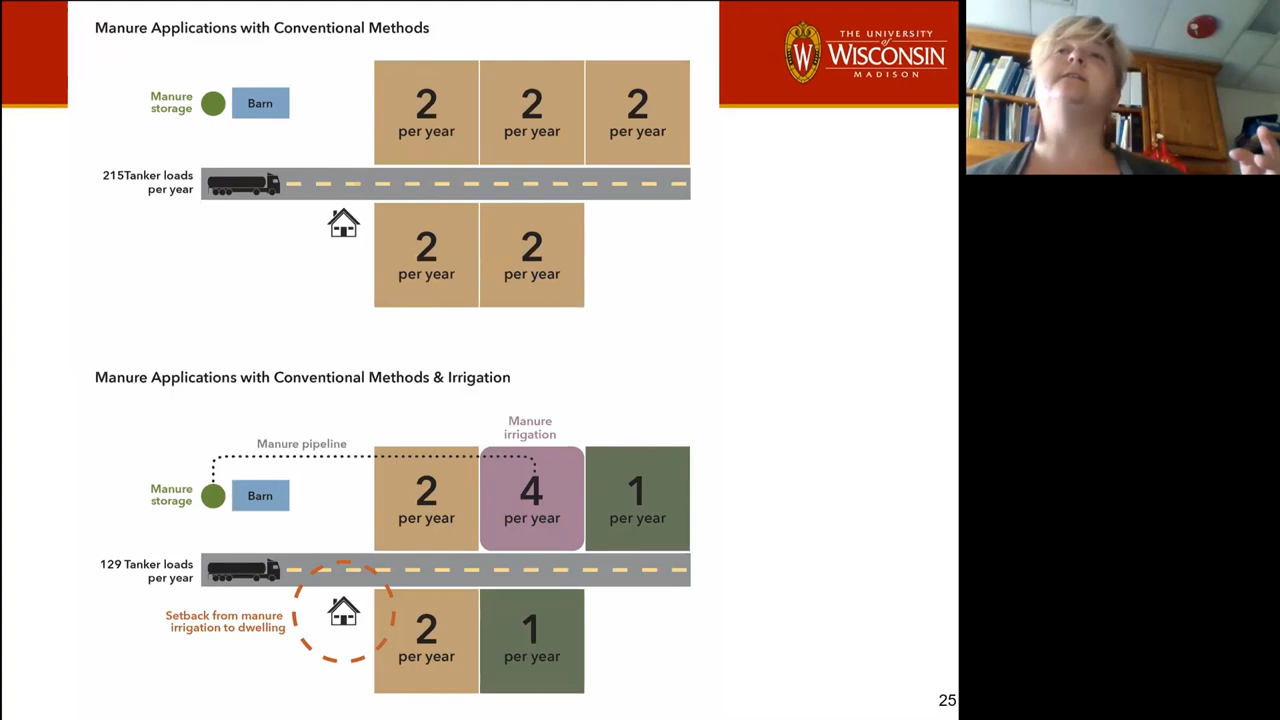 Manure Applications with Conventional Methods
THE UNIVERSITY
of
WISCONSIN
MADISON
Manure
storage
Barn
2
per year
2
per year
2
per year
215Tanker loads
per year
2
per year
2
per year
Manure Applications with Conventional Methods & Irrigation
Manure
irrigation
Manure pipeline
Manure
storage
Barn
2
per year
4
per year
1
per year
129 Tanker loads
per year
Setback from manure
irrigation to dwelling
2
per year
1
per year
25